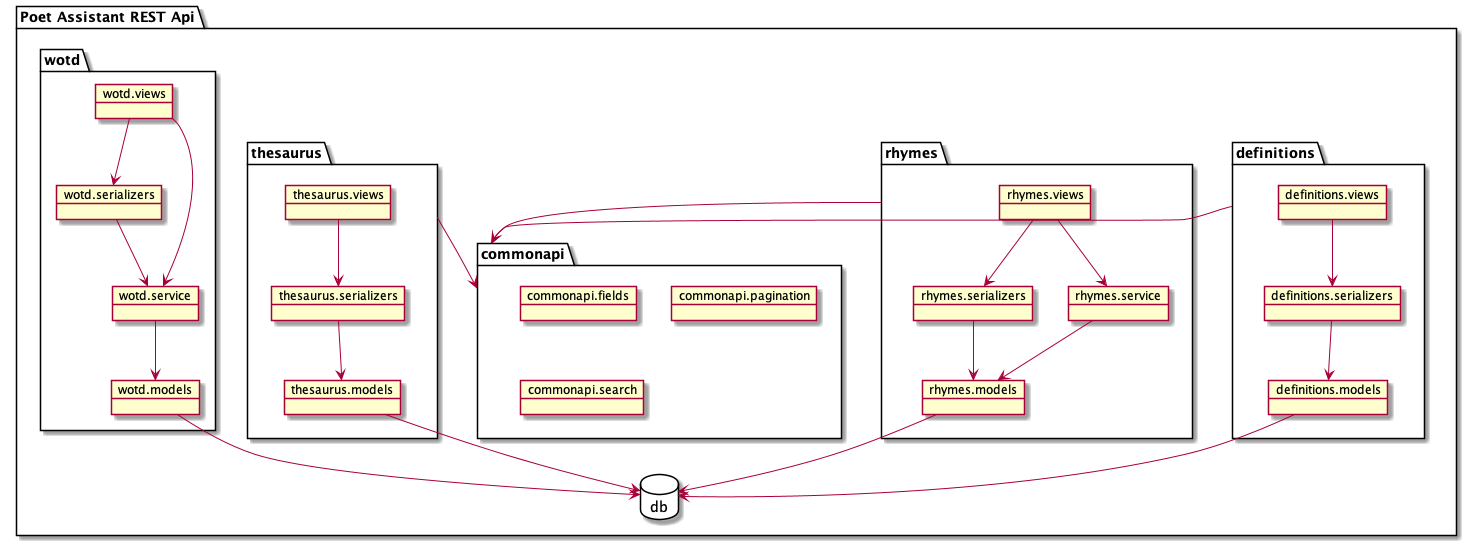 Poet Assistant REST Api
wotd
wotd.views
wotd.serializers
wotd.service
wotd.models
thesaurus
thesaurus.views
thesaurus.serializers
thesaurus.models
commonapi
commonapi.fields
commonapi.pagination
commonapi.search
rhymes
rhymes.views
rhymes.serializers
rhymes.service
rhymes.models
definitions
definitions.views
definitions.serializers
definitions.models
db